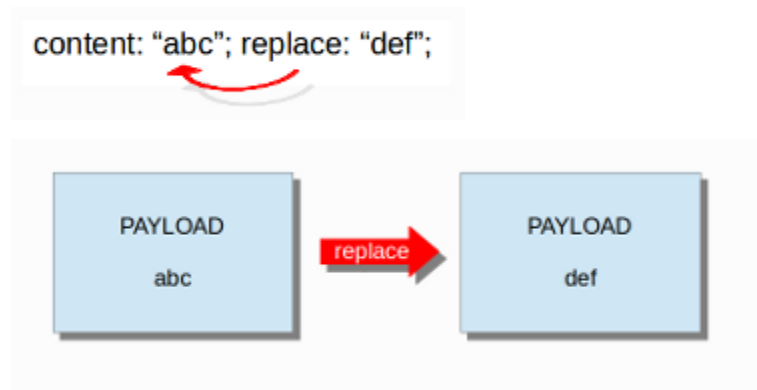 content: “abc”; replace: “def”;
PAYLOAD
abc
replace
PAYLOAD
def